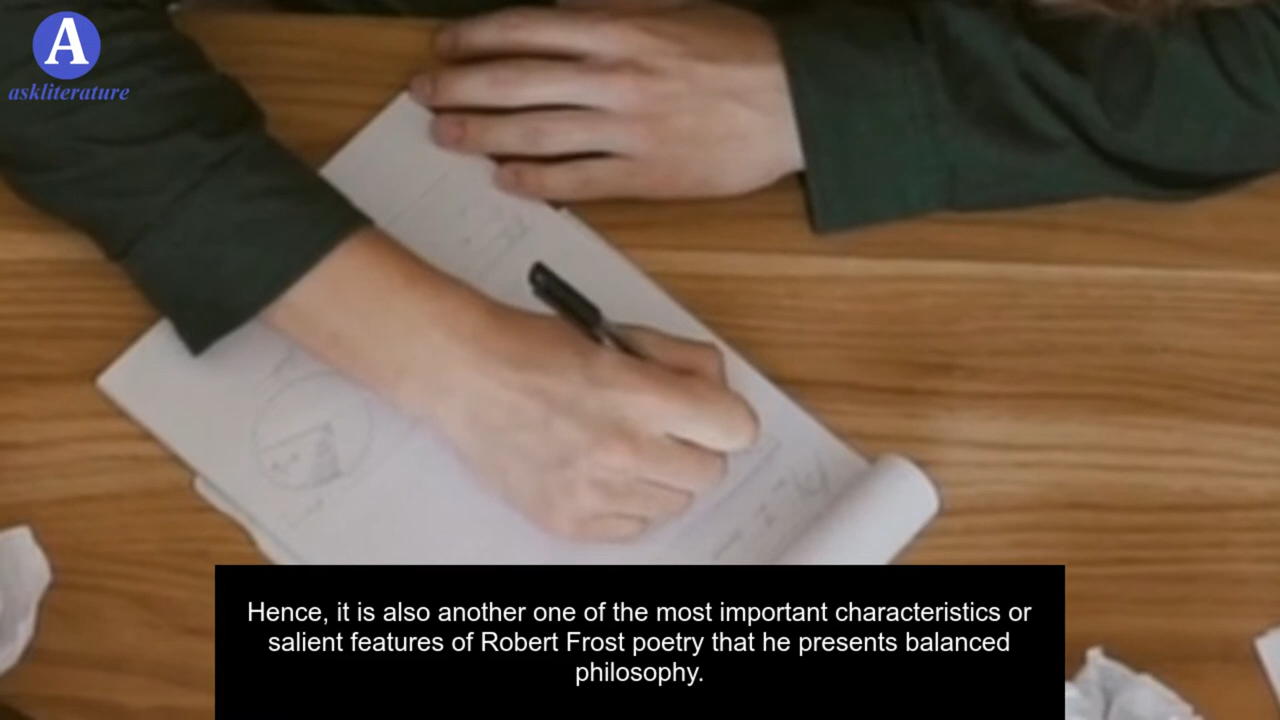 A
askliterature
Hence, it is also another one of the most important characteristics or
salient features of Robert Frost poetry that he presents balanced
philosophy.